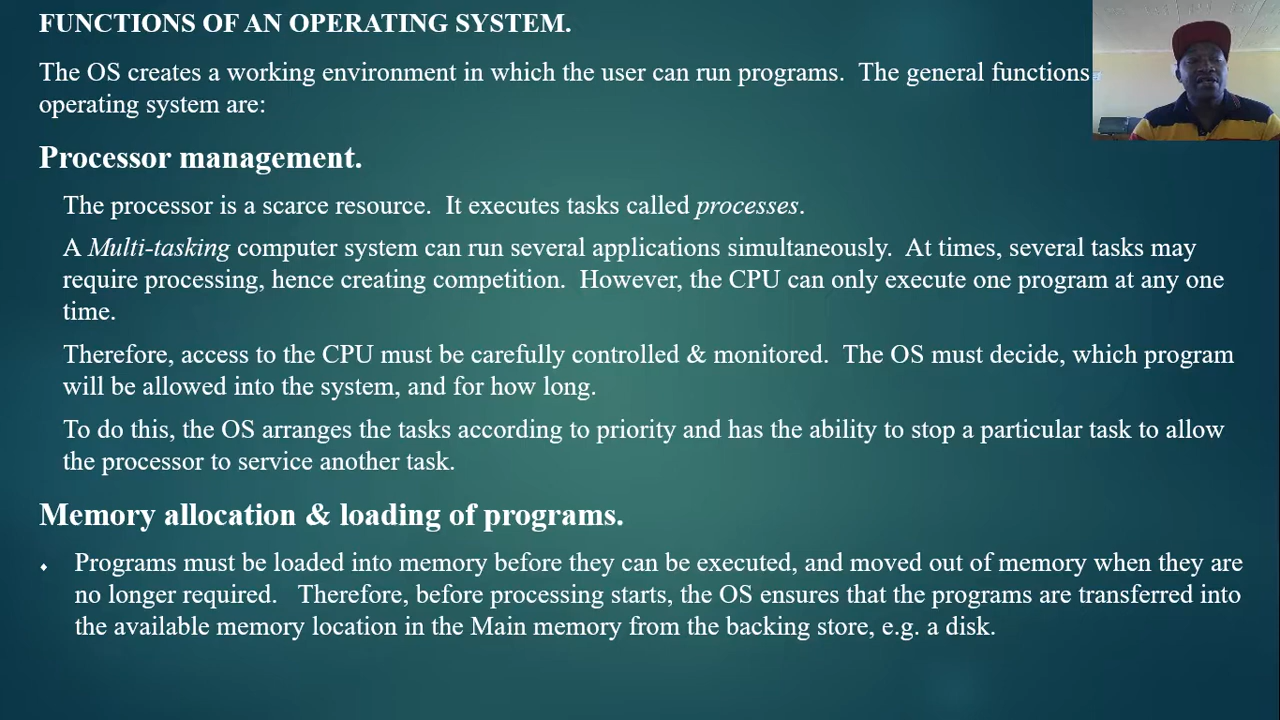 FUNCTIONS OF AN OPERATING SYSTEM.
The OS creates a working environment in which the user can run programs. The general functions
operating system are:
Processor management.
The processor is a scarce resource. It executes tasks called processes.
A Multi-tasking computer system can run several applications simultaneously. At times, several tasks may
require processing, hence creating competition. However, the CPU can only execute one program at any one
time.
Therefore, access to the CPU must be carefully controlled & monitored. The OS must decide, which program
will be allowed into the system, and for how long.
To do this, the OS arranges the tasks according to priority and has the ability to stop a particular task to allow
the processor to service another task.
Memory allocation & loading of programs.
⬩ Programs must be loaded into memory before they can be executed, and moved out of memory when they are
no longer required. Therefore, before processing starts, the OS ensures that the programs are transferred into
the available memory location in the Main memory from the backing store, e.g. a disk.